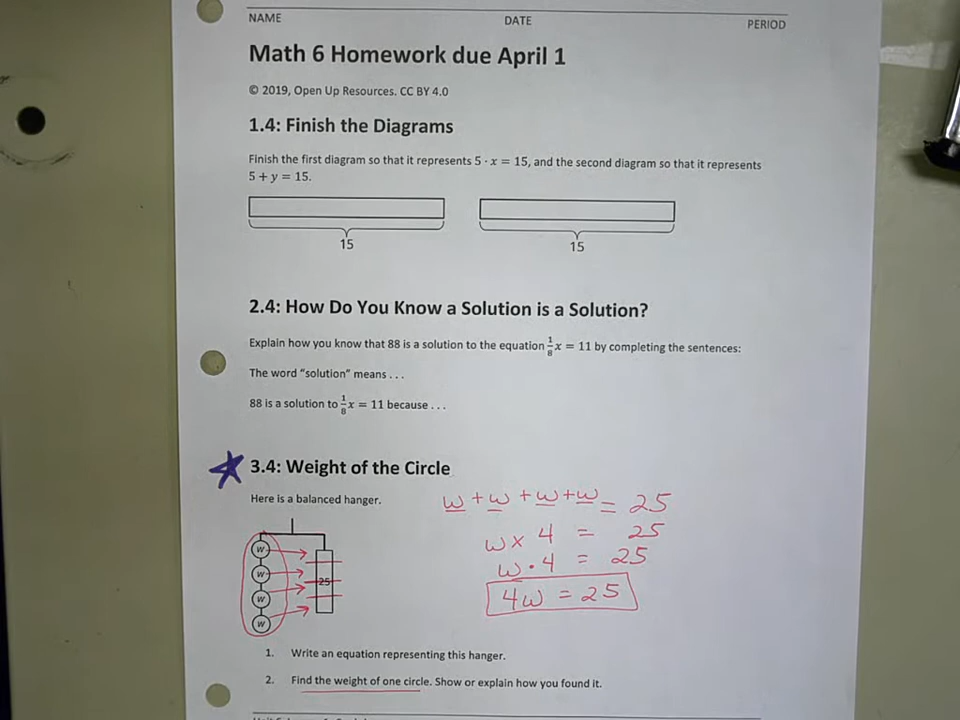 NAME DATE PERIOD
Math 6 Homework due April 1
© 2019, Open Up Resources. CC BY 4.0
1.4: Finish the Diagrams
Finish the first diagram so that it represents 5 · x = 15, and the second diagram so that it represents
5 + y = 15.
15 15
2.4: How Do You Know a Solution is a Solution?
Explain how you know that 88 is a solution to the equation 1/8 x = 11 by completing the sentences:
The word “solution” means . . .
88 is a solution to 1/8 x = 11 because . . .
3.4: Weight of the Circle
Here is a balanced hanger.
w + w + w + w = 25
w x 4 = 25
w • 4 = 25
4w = 25
w
w
25
w
w
1. Write an equation representing this hanger.
2. Find the weight of one circle. Show or explain how you found it.